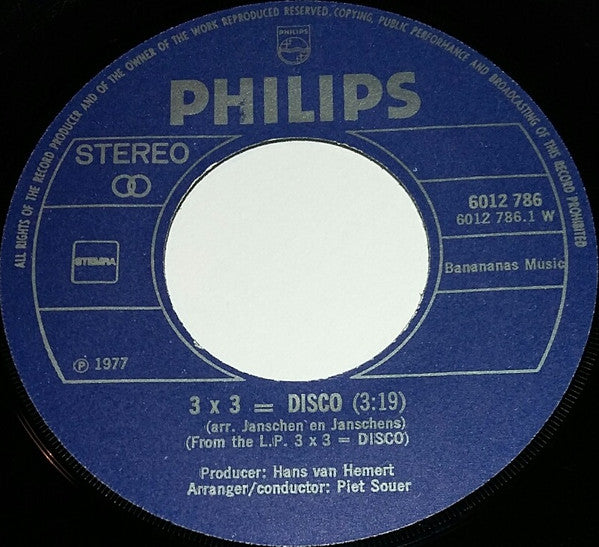 ALL RIGHTS OF THE RECORD PRODUCER AND OF THE OWNER OF THE WORK REPRODUCED RESERVED. COPYING, PUBLIC PERFORMANCE AND BROADCASTING OF THIS RECORD PROHIBITED
PHILIPS
PHILIPS
STEREO
6012 786
6012 786.1 W
STEMRA
Banananas Music
℗ 1977
3 x 3 = DISCO (3:19)
(arr. Janschen en Janschens)
(From the L.P. 3 x 3 = DISCO)
Producer: Hans van Hemert
Arranger/conductor: Piet Souer